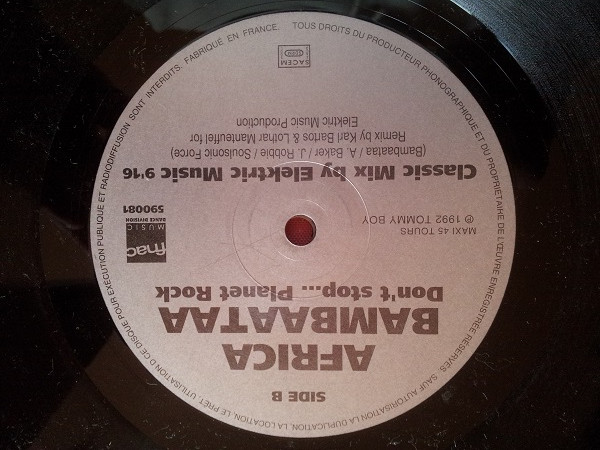 SIDE B
AFRICA
BAMBAATAA
Don't stop... Planet Rock
MAXI 45 TOURS
℗ 1992 TOMMY BOY
fnac
MUSIC
DANCE DIVISION
590081
Classic Mix by Elektric Music 9'16
(Bambaataa / A. Baker / J. Robbie / Soulsonic Force)
Remix by Karl Bartos & Lothar Manteuffel for
Elektric Music Production
SACEM
TOUS DROITS DU PRODUCTEUR PHONOGRAPHIQUE ET DU PROPRIETAIRE DE L'ŒUVRE ENREGISTRÉE RÉSERVÉS. SAUF AUTORISATION LA DUPLICATION, LA LOCATION, LE PRÊT, UTILISATION D CE DISQUE POUR EXÉCUTION PUBLIQUE ET RADIODIFFUSION SONT INTERDITS. FABRIQUÉ EN FRANCE.